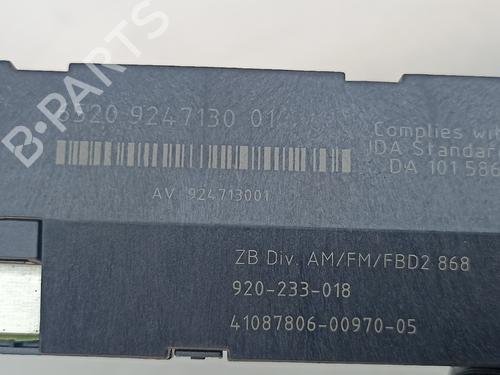 B-PARTS
6520 9247130 01
Complies w
IDA Standard
DA 101 586
AV 924713001
ZB Div. AM/FM/FBD2 868
920-233-018
41087806-00970-05